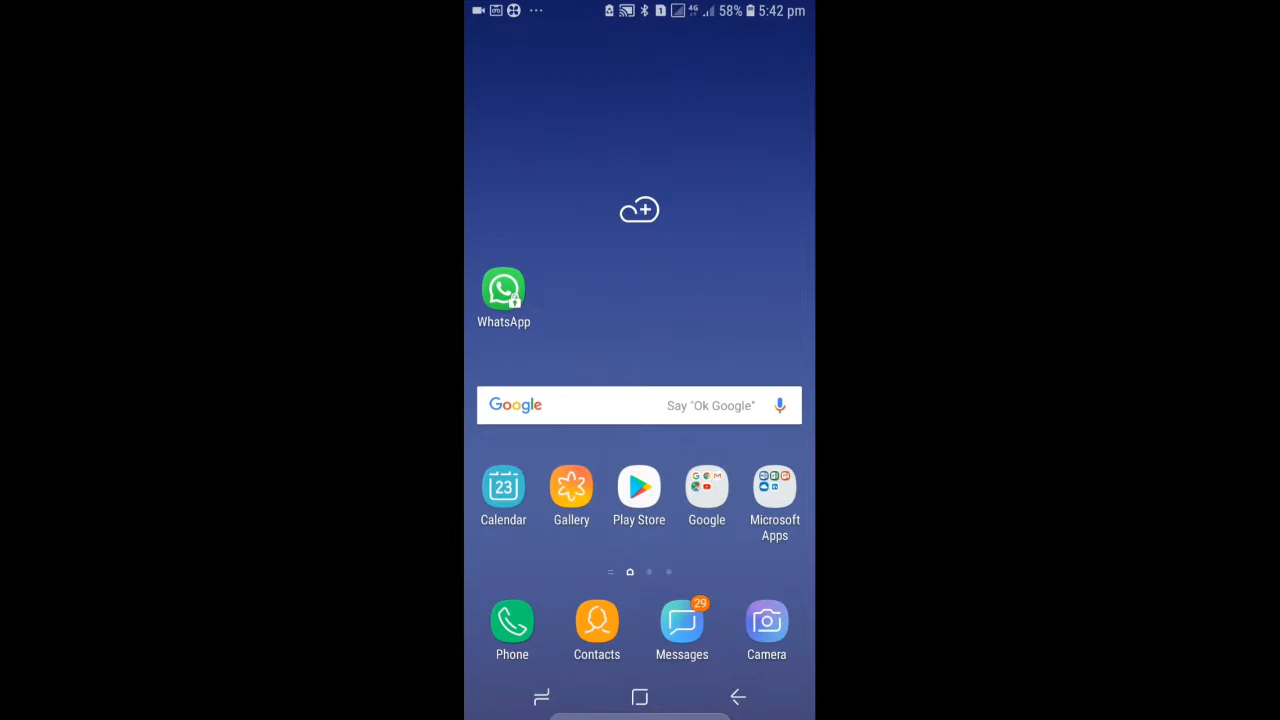 4G 58% 5:42 pm
WhatsApp
Google Say "Ok Google"
23
Calendar Gallery Play Store Google Microsoft
Apps
29
Phone Contacts Messages Camera